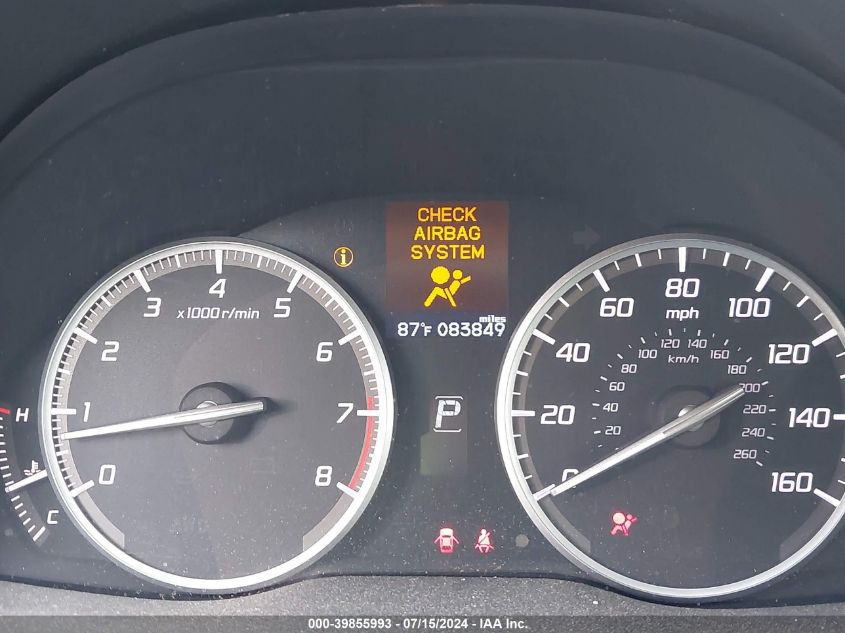 CHECK
AIRBAG
SYSTEM
i
miles
87°F 083849
0 1 2 3 4 5 6 7 8
x1000 r/min
H
C
P
0 20 40 60 80 100 120 140 160
mph
20 40 60 80 100 120 140 160 180 200 220 240 260
km/h
000-39855993 - 07/15/2024 - IAA Inc.